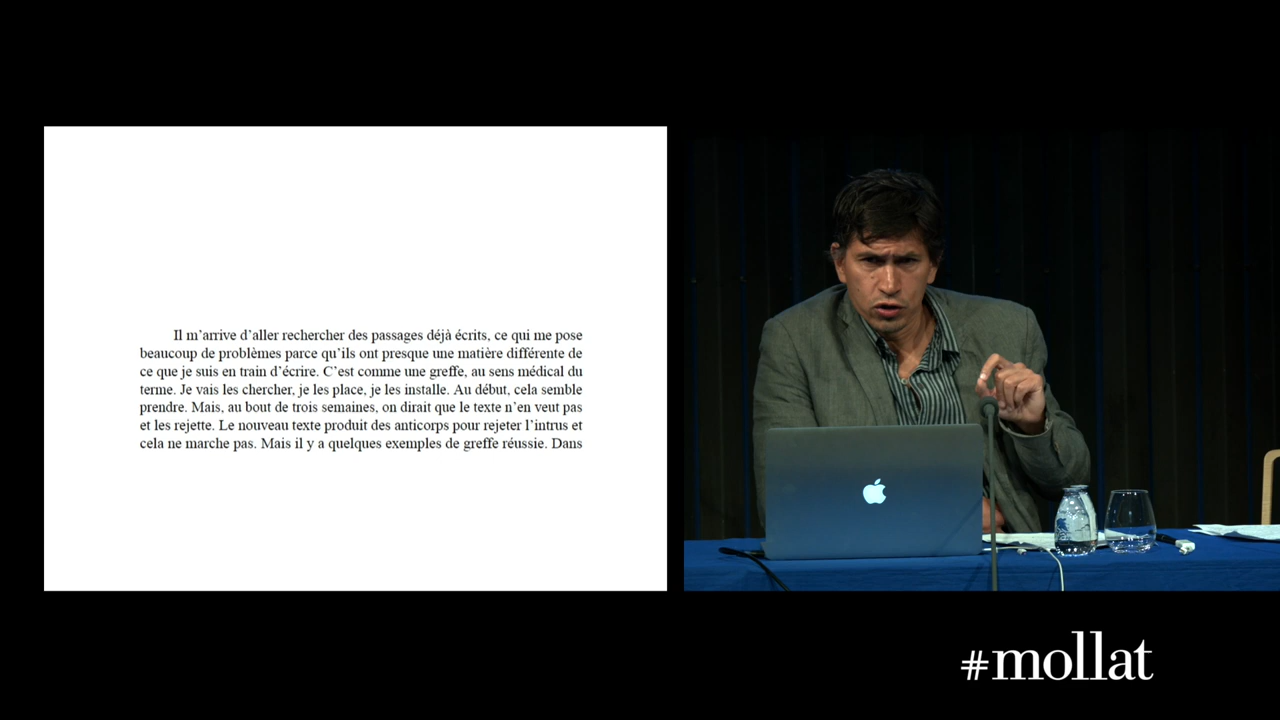 Il m’arrive d’aller rechercher des passages déjà écrits, ce qui me pose
beaucoup de problèmes parce qu’ils ont presque une matière différente de
ce que je suis en train d’écrire. C’est comme une greffe, au sens médical du
terme. Je vais les chercher, je les place, je les installe. Au début, cela semble
prendre. Mais, au bout de trois semaines, on dirait que le texte n’en veut pas
et les rejette. Le nouveau texte produit des anticorps pour rejeter l’intrus et
cela ne marche pas. Mais il y a quelques exemples de greffe réussie. Dans
#mollat